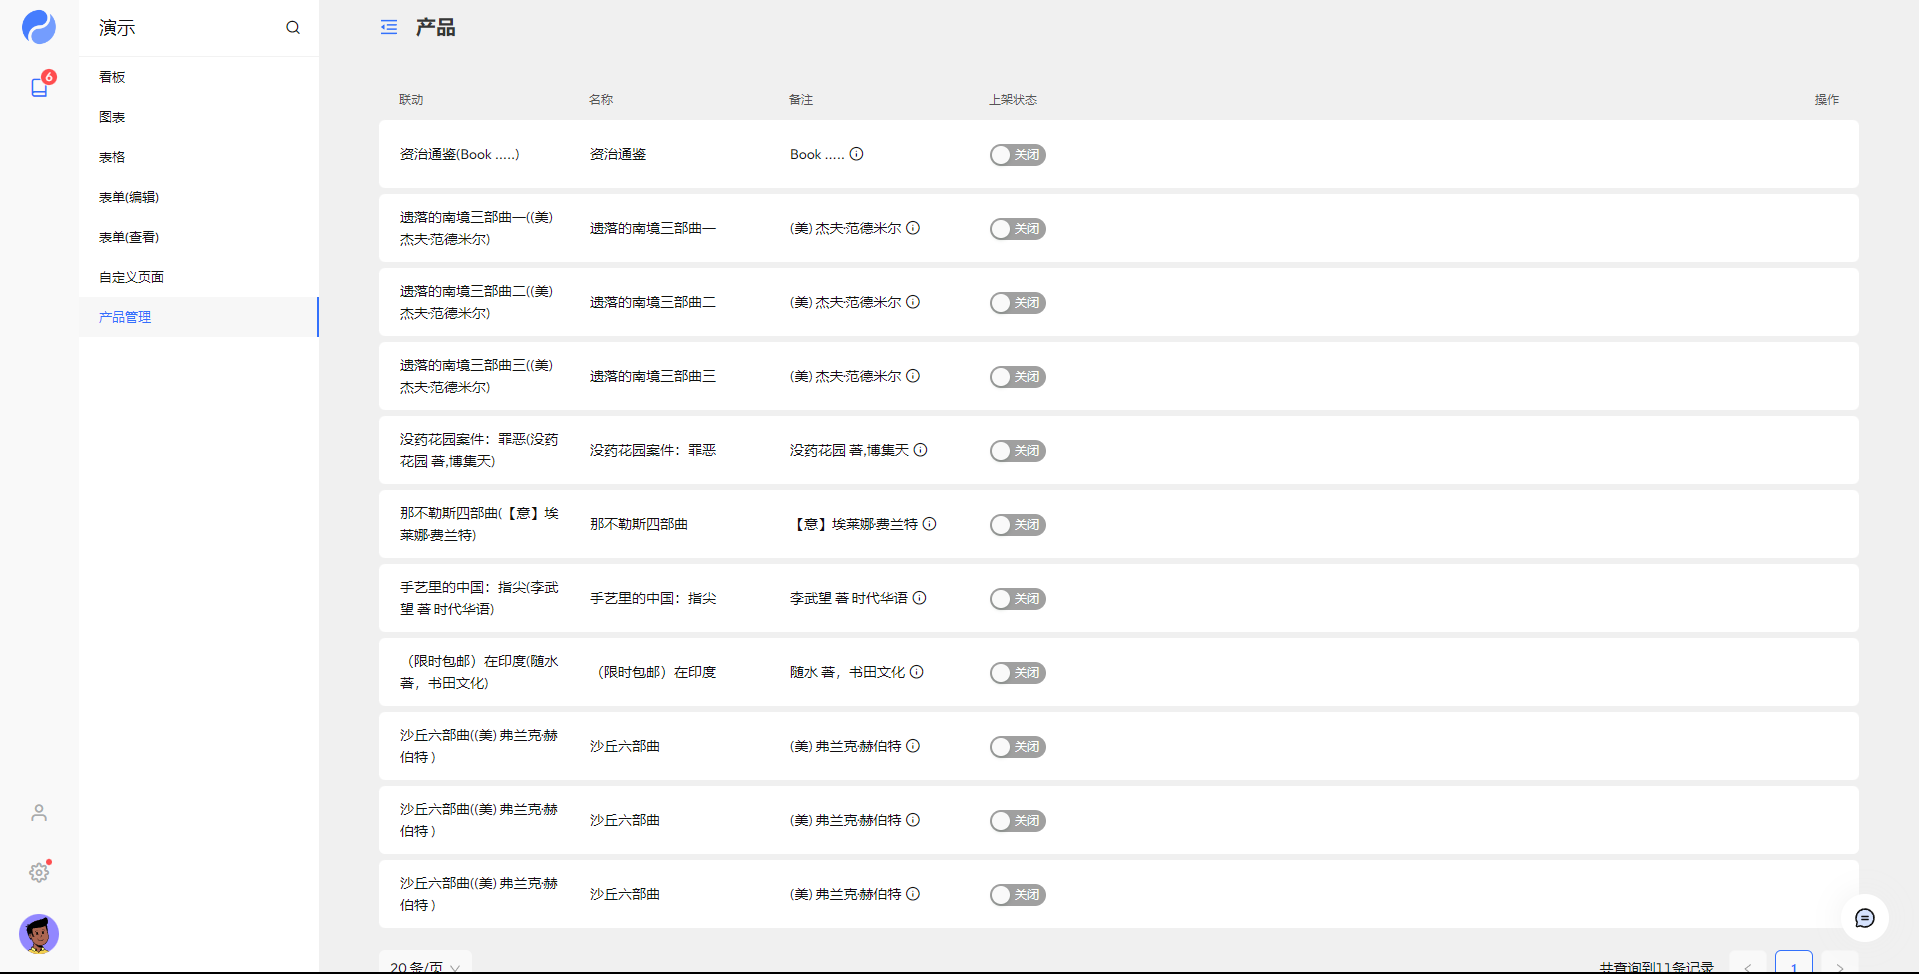 演示
6
看板
图表
表格
表单(编辑)
表单(查看)
自定义页面
产品管理
产品
联动 名称 备注 上架状态 操作
资治通鉴(Book .....) 资治通鉴 Book ..... 关闭
遗落的南境三部曲一((美)
杰夫·范德米尔) 遗落的南境三部曲一 (美) 杰夫·范德米尔 关闭
遗落的南境三部曲二((美)
杰夫·范德米尔) 遗落的南境三部曲二 (美) 杰夫·范德米尔 关闭
遗落的南境三部曲三((美)
杰夫·范德米尔) 遗落的南境三部曲三 (美) 杰夫·范德米尔 关闭
没药花园案件：罪恶(没药
花园 著,博集天) 没药花园案件：罪恶 没药花园 著,博集天 关闭
那不勒斯四部曲(【意】埃
莱娜·费兰特) 那不勒斯四部曲 【意】埃莱娜·费兰特 关闭
手艺里的中国：指尖(李武
望 著 时代华语) 手艺里的中国：指尖 李武望 著 时代华语 关闭
（限时包邮）在印度(随水
著，书田文化) （限时包邮）在印度 随水 著，书田文化 关闭
沙丘六部曲((美) 弗兰克·赫
伯特 ) 沙丘六部曲 (美) 弗兰克·赫伯特 关闭
沙丘六部曲((美) 弗兰克·赫
伯特 ) 沙丘六部曲 (美) 弗兰克·赫伯特 关闭
沙丘六部曲((美) 弗兰克·赫
伯特 ) 沙丘六部曲 (美) 弗兰克·赫伯特 关闭
20 条/页 共查询到11条记录 < 1 >